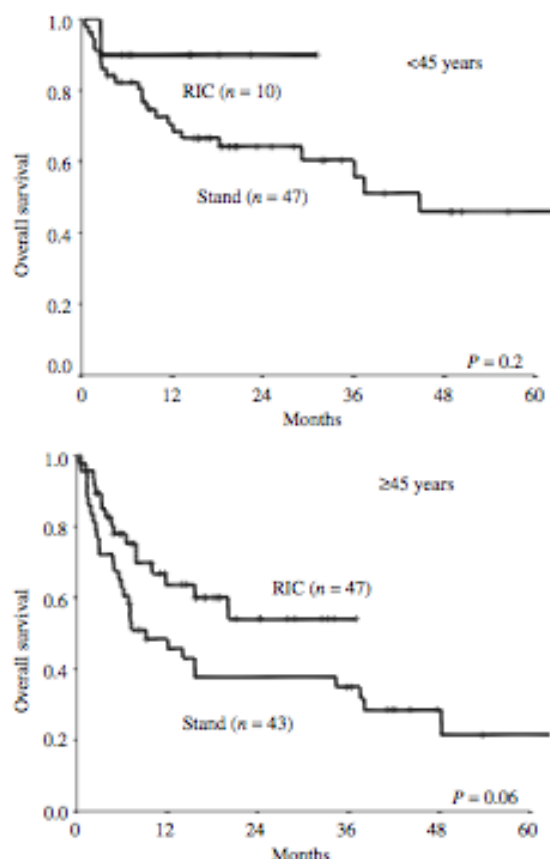 1.0
<45 years
0.8
RIC (n = 10)
0.6
Stand (n = 47)
0.4
0.2
0.0
P = 0.2
0 12 24 36 48 60
Months
Overall survival
1.0
≥45 years
0.8
RIC (n = 47)
0.6
0.4
Stand (n = 43)
0.2
P = 0.06
0.0
0 12 24 36 48 60
Months
Overall survival